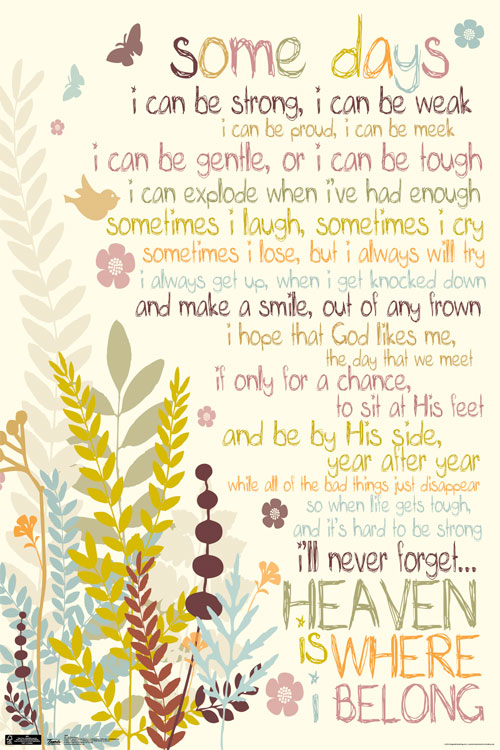 some days
i can be strong, i can be weak
i can be proud, i can be meek
i can be gentle, or i can be tough
i can explode when i've had enough
sometimes i laugh, sometimes i cry
sometimes i lose, but i always will try
i always get up, when i get knocked down
and make a smile, out of any frown
i hope that God likes me,
the day that we meet
if only for a chance,
to sit at His feet
and be by His side,
year after year
while all of the bad things just disappear
so when life gets tough,
and it's hard to be strong
i'll never forget...
HEAVEN
iS WHERE
i BELONG